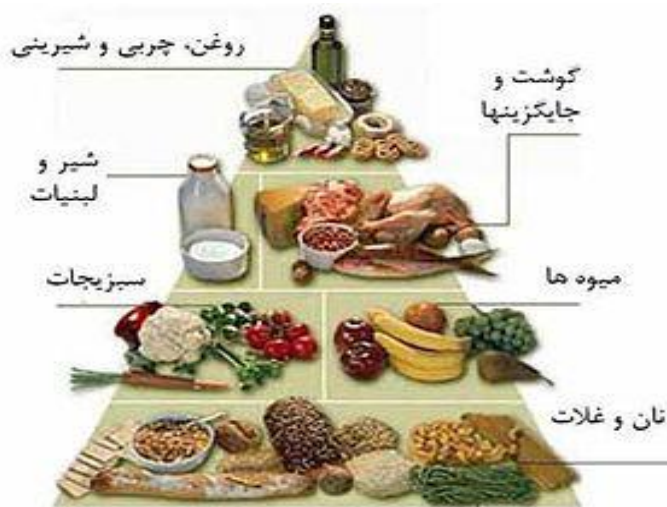 روغن، چربی و شیرینی
گوشت و
جایگزینها
شیر و
لبنیات
سبزیجات
میوه ها
نان و غلات